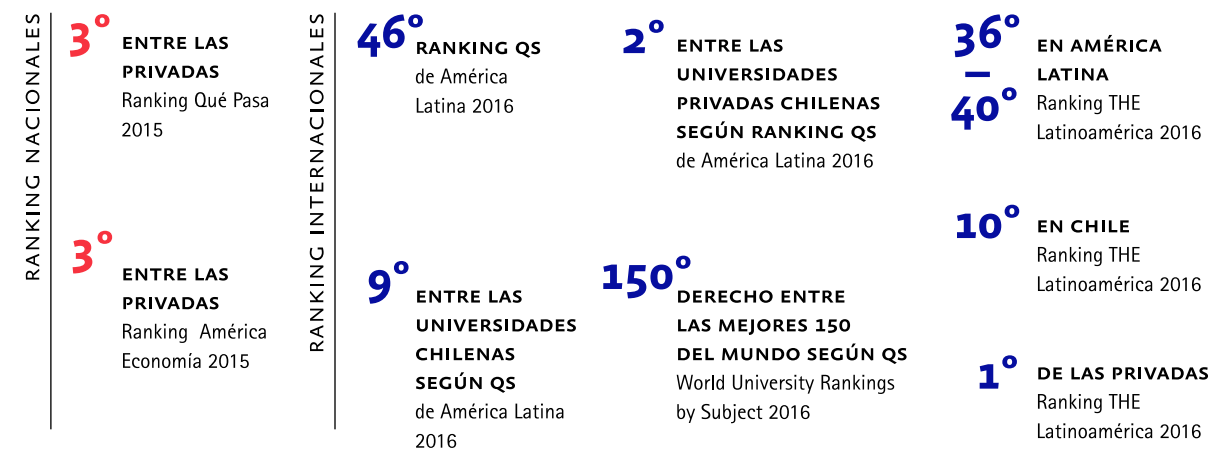 RANKING NACIONALES
3°
ENTRE LAS
PRIVADAS
Ranking Qué Pasa
2015
3°
ENTRE LAS
PRIVADAS
Ranking América
Economía 2015
RANKING INTERNACIONALES
46°
RANKING QS
de América
Latina 2016
9°
ENTRE LAS
UNIVERSIDADES
CHILENAS
SEGÚN QS
de América Latina
2016
2°
ENTRE LAS
UNIVERSIDADES
PRIVADAS CHILENAS
SEGÚN RANKING QS
de América Latina 2016
150°
DERECHO ENTRE
LAS MEJORES 150
DEL MUNDO SEGÚN QS
World University Rankings
by Subject 2016
36°
–
40°
EN AMÉRICA
LATINA
Ranking THE
Latinoamérica 2016
10°
EN CHILE
Ranking THE
Latinoamérica 2016
1°
DE LAS PRIVADAS
Ranking THE
Latinoamérica 2016